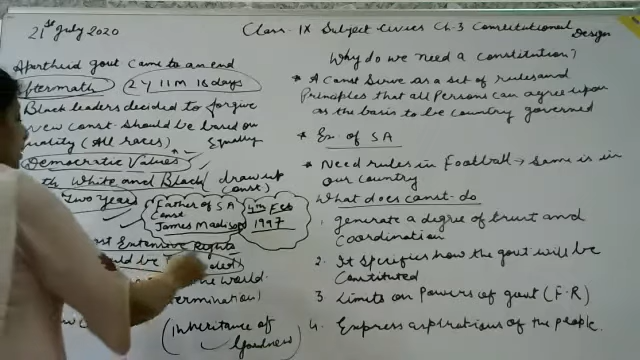 21st July 2020
Class. IX Subject Civics Ch.3 Constitutional Design
Apartheid govt came to an end
Aftermath 2 y 11 m 18 days
Black leaders decided to forgive
new const. should be based on
quality (All races) Equality
Democratic Values
White and Black draw up
Two Years (Const)
Father of SA
Const
James Madison
4th Feb
1997
Extensive Rights
be
the world
(Inheritance of
Goodness)
Why do we need a constitution?
* A Const Serve as a set of rules and
Principles that all Persons can agree upon
as the basis to be country governed
* Ex. of SA
* Need rules in Football → Same is in
our Country
What does const. do
1. generate a degree of trust and
coordination
2. It specifies how the govt will be
Constituted
3 Limits on Powers of govt (F.R)
4. Express aspirations of the people.